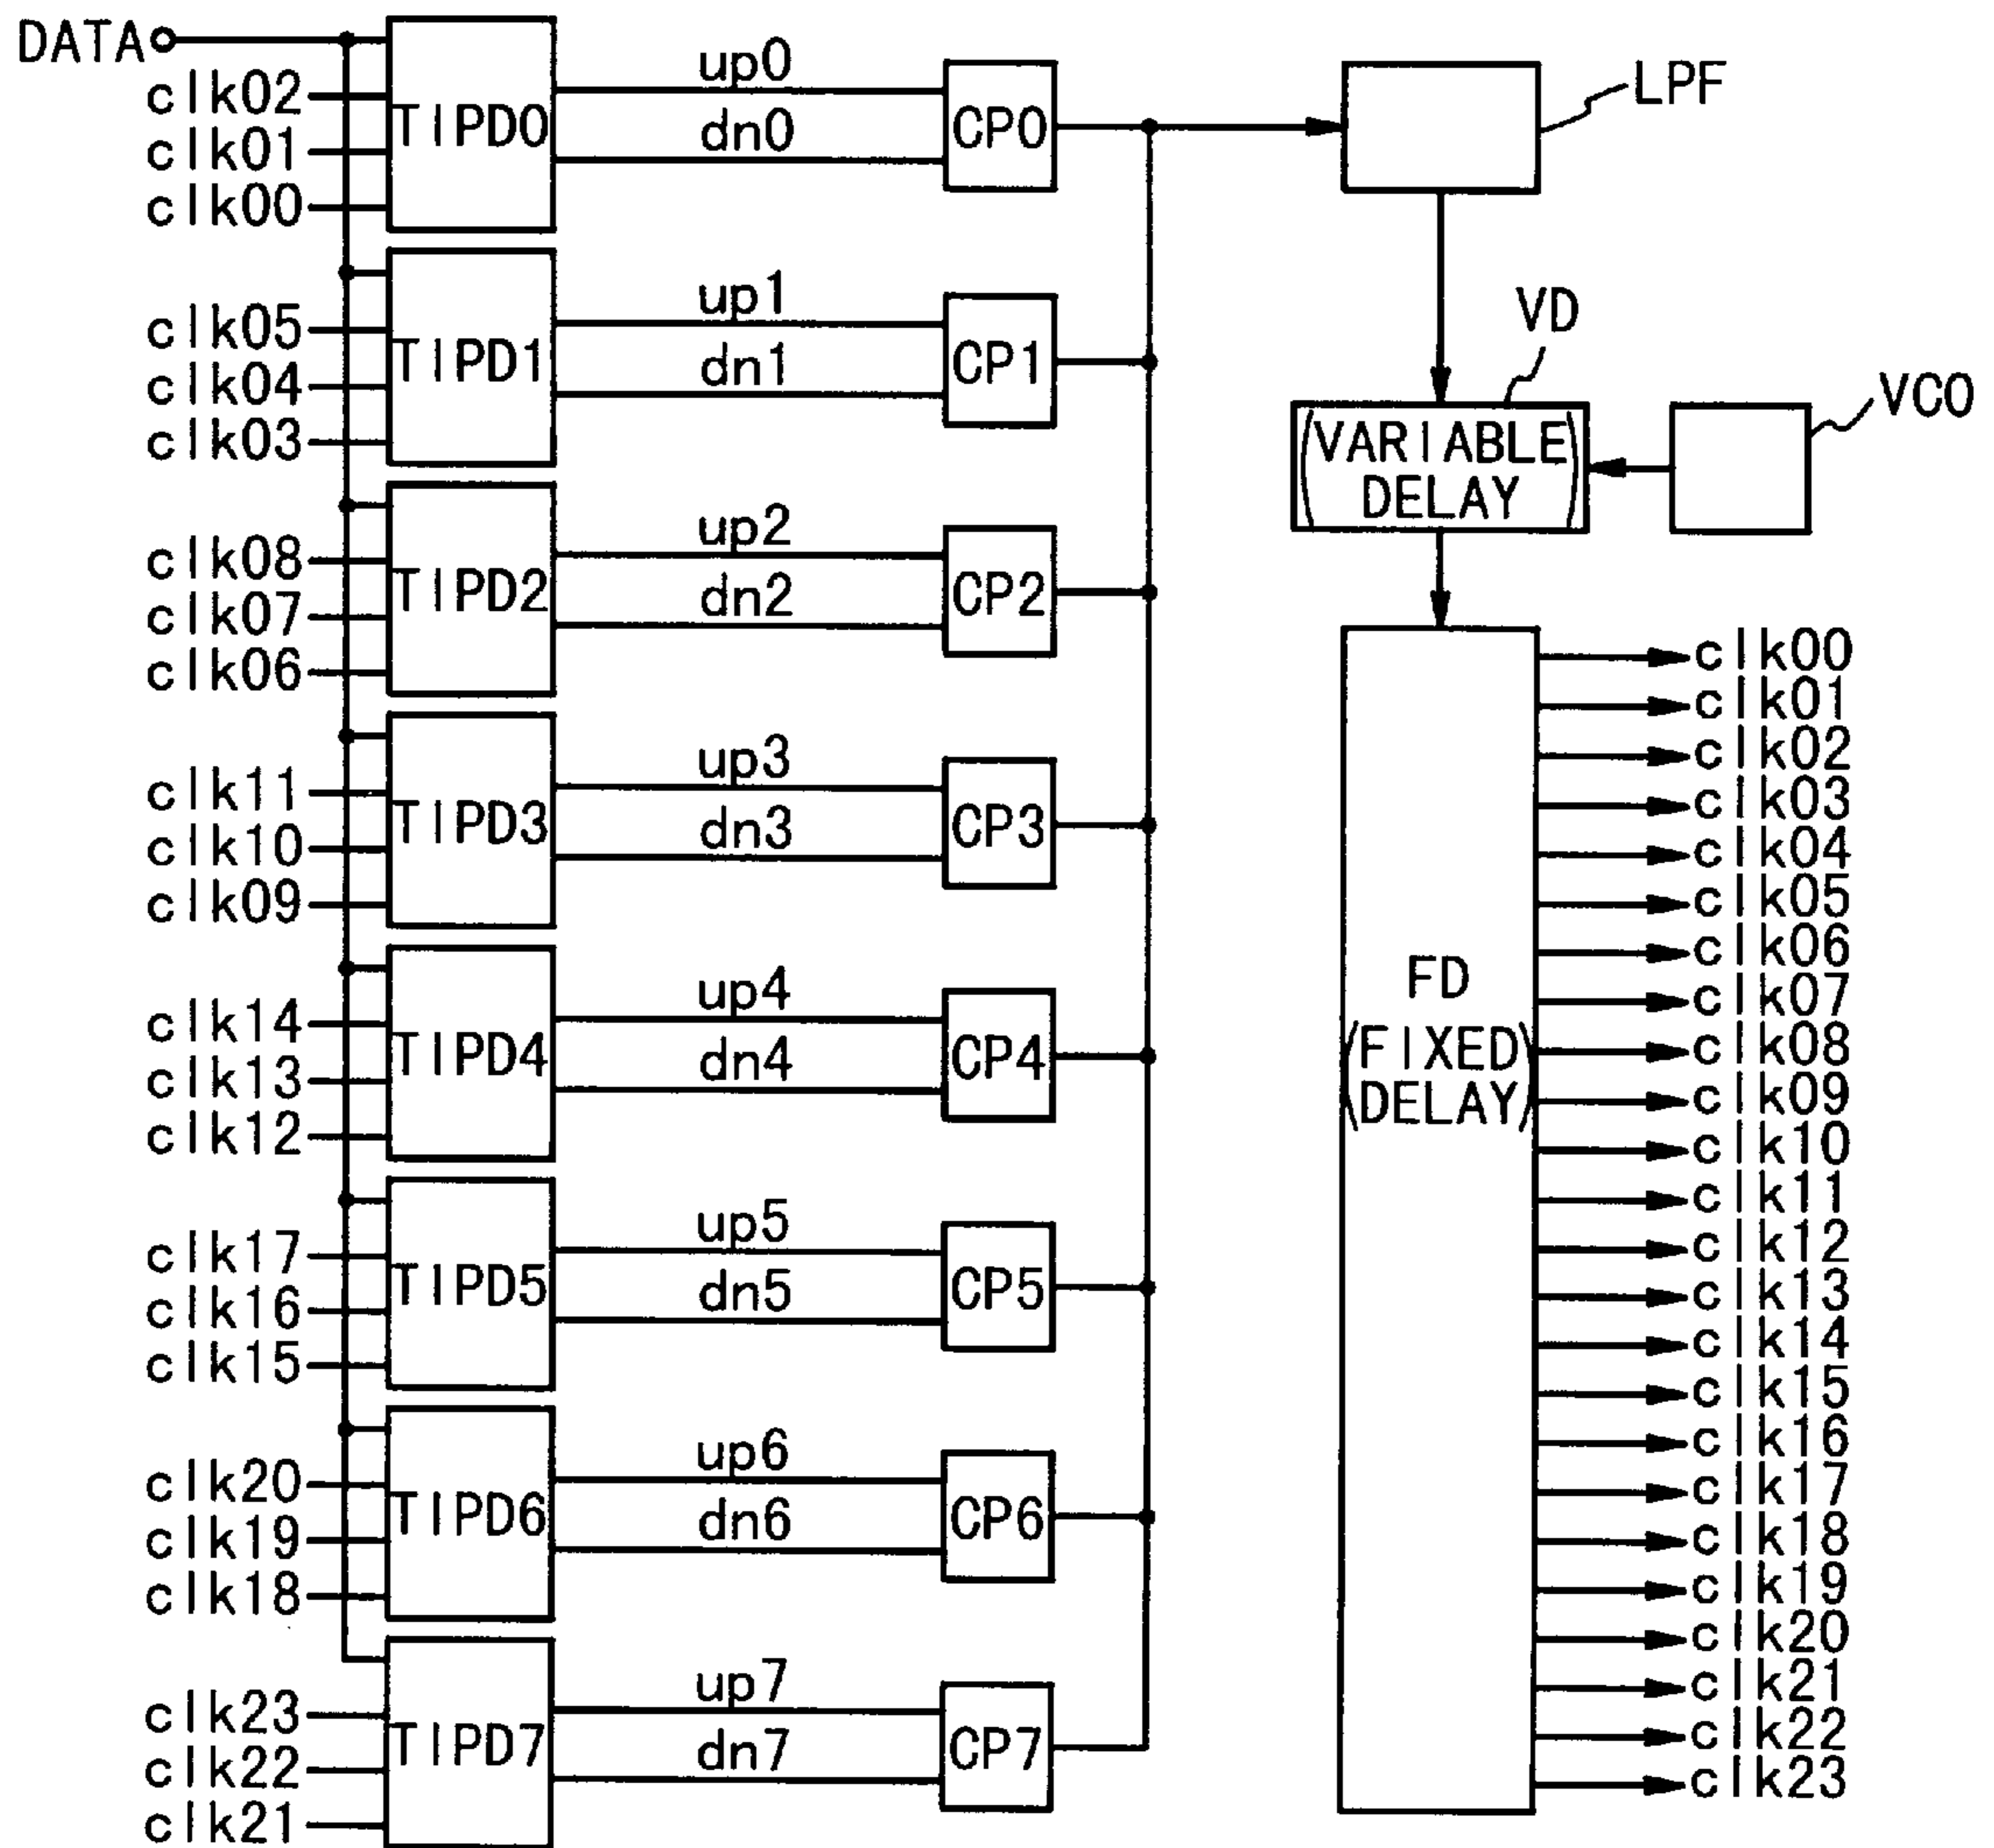 DATA
clk02
clk01
clk00
TIPD0
up0
dn0
CP0
clk05
clk04
clk03
TIPD1
up1
dn1
CP1
clk08
clk07
clk06
TIPD2
up2
dn2
CP2
clk11
clk10
clk09
TIPD3
up3
dn3
CP3
clk14
clk13
clk12
TIPD4
up4
dn4
CP4
clk17
clk16
clk15
TIPD5
up5
dn5
CP5
clk20
clk19
clk18
TIPD6
up6
dn6
CP6
clk23
clk22
clk21
TIPD7
up7
dn7
CP7
LPF
VD
(VARIABLE
DELAY)
VCO
FD
(FIXED
DELAY)
clk00
clk01
clk02
clk03
clk04
clk05
clk06
clk07
clk08
clk09
clk10
clk11
clk12
clk13
clk14
clk15
clk16
clk17
clk18
clk19
clk20
clk21
clk22
clk23